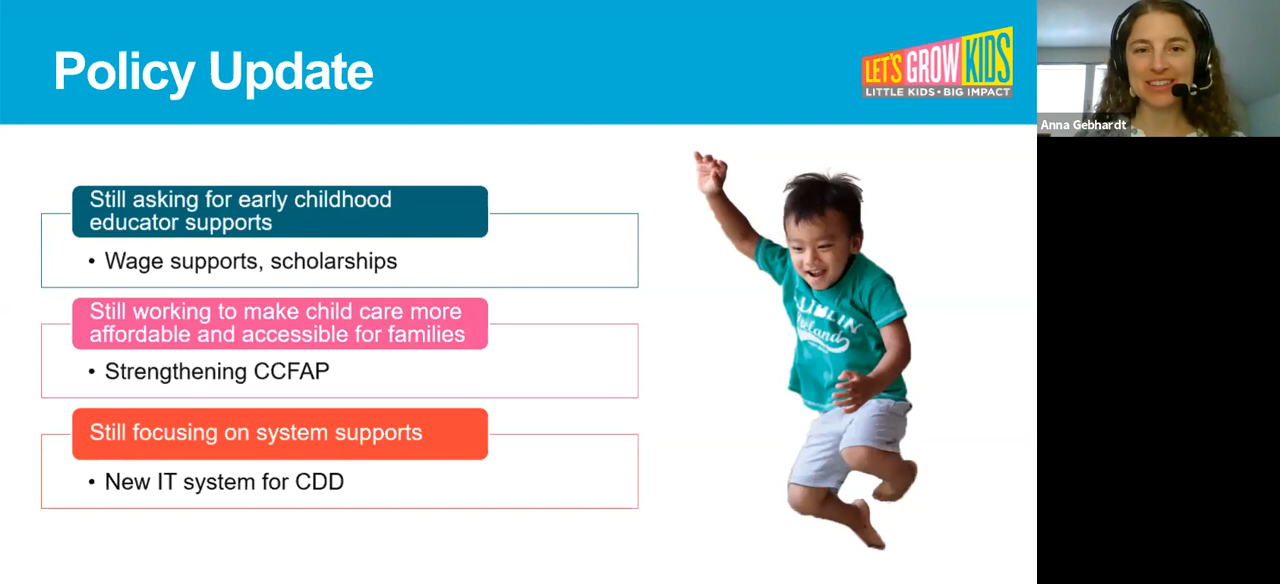 Policy Update
LET'S GROW KIDS
LITTLE KIDS • BIG IMPACT
Anna Gebhardt
Still asking for early childhood
educator supports
• Wage supports, scholarships
Still working to make child care more
affordable and accessible for families
• Strengthening CCFAP
Still focusing on system supports
• New IT system for CDD